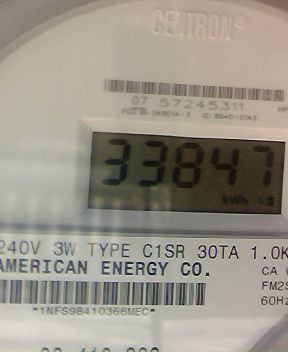 CENTRON®
07 57245311
33847
kWh
240V 3W TYPE C1SR 30TA 1.0K
AMERICAN ENERGY CO.
CA
FM2S
60Hz
*1NFS98410366MEC*